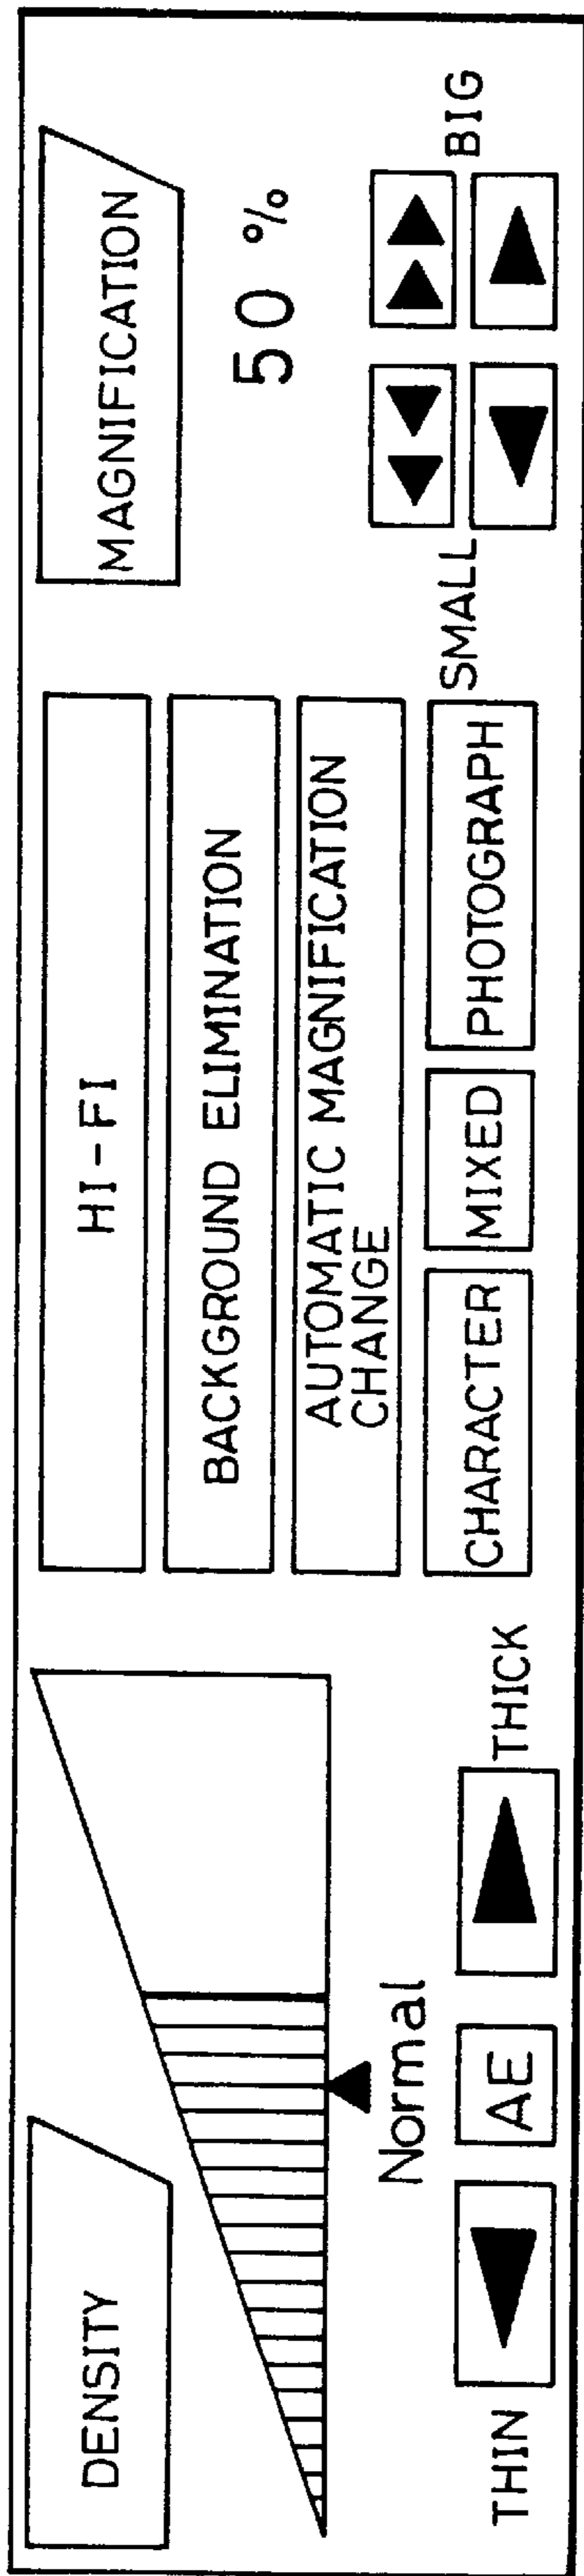 DENSITY
Normal
THIN
AE
THICK
HI-FI
BACKGROUND ELIMINATION
AUTOMATIC MAGNIFICATION
CHANGE
CHARACTER
MIXED
PHOTOGRAPH
MAGNIFICATION
50 %
SMALL
BIG